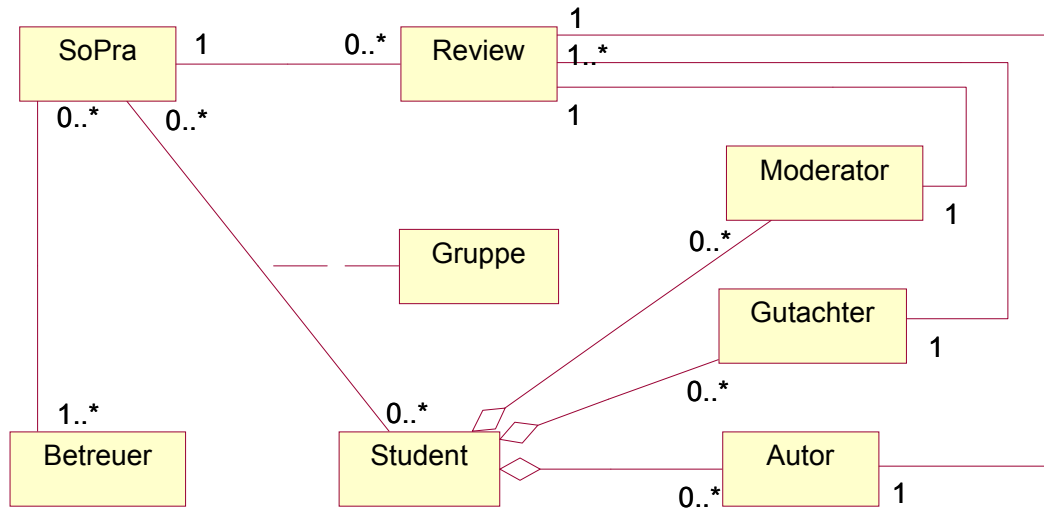 SoPra
1
0..*
Review
1
1..*
1
0..*
0..*
Moderator
1
0..*
Gruppe
Gutachter
1
0..*
1..*
0..*
Betreuer
Student
Autor
0..*
1